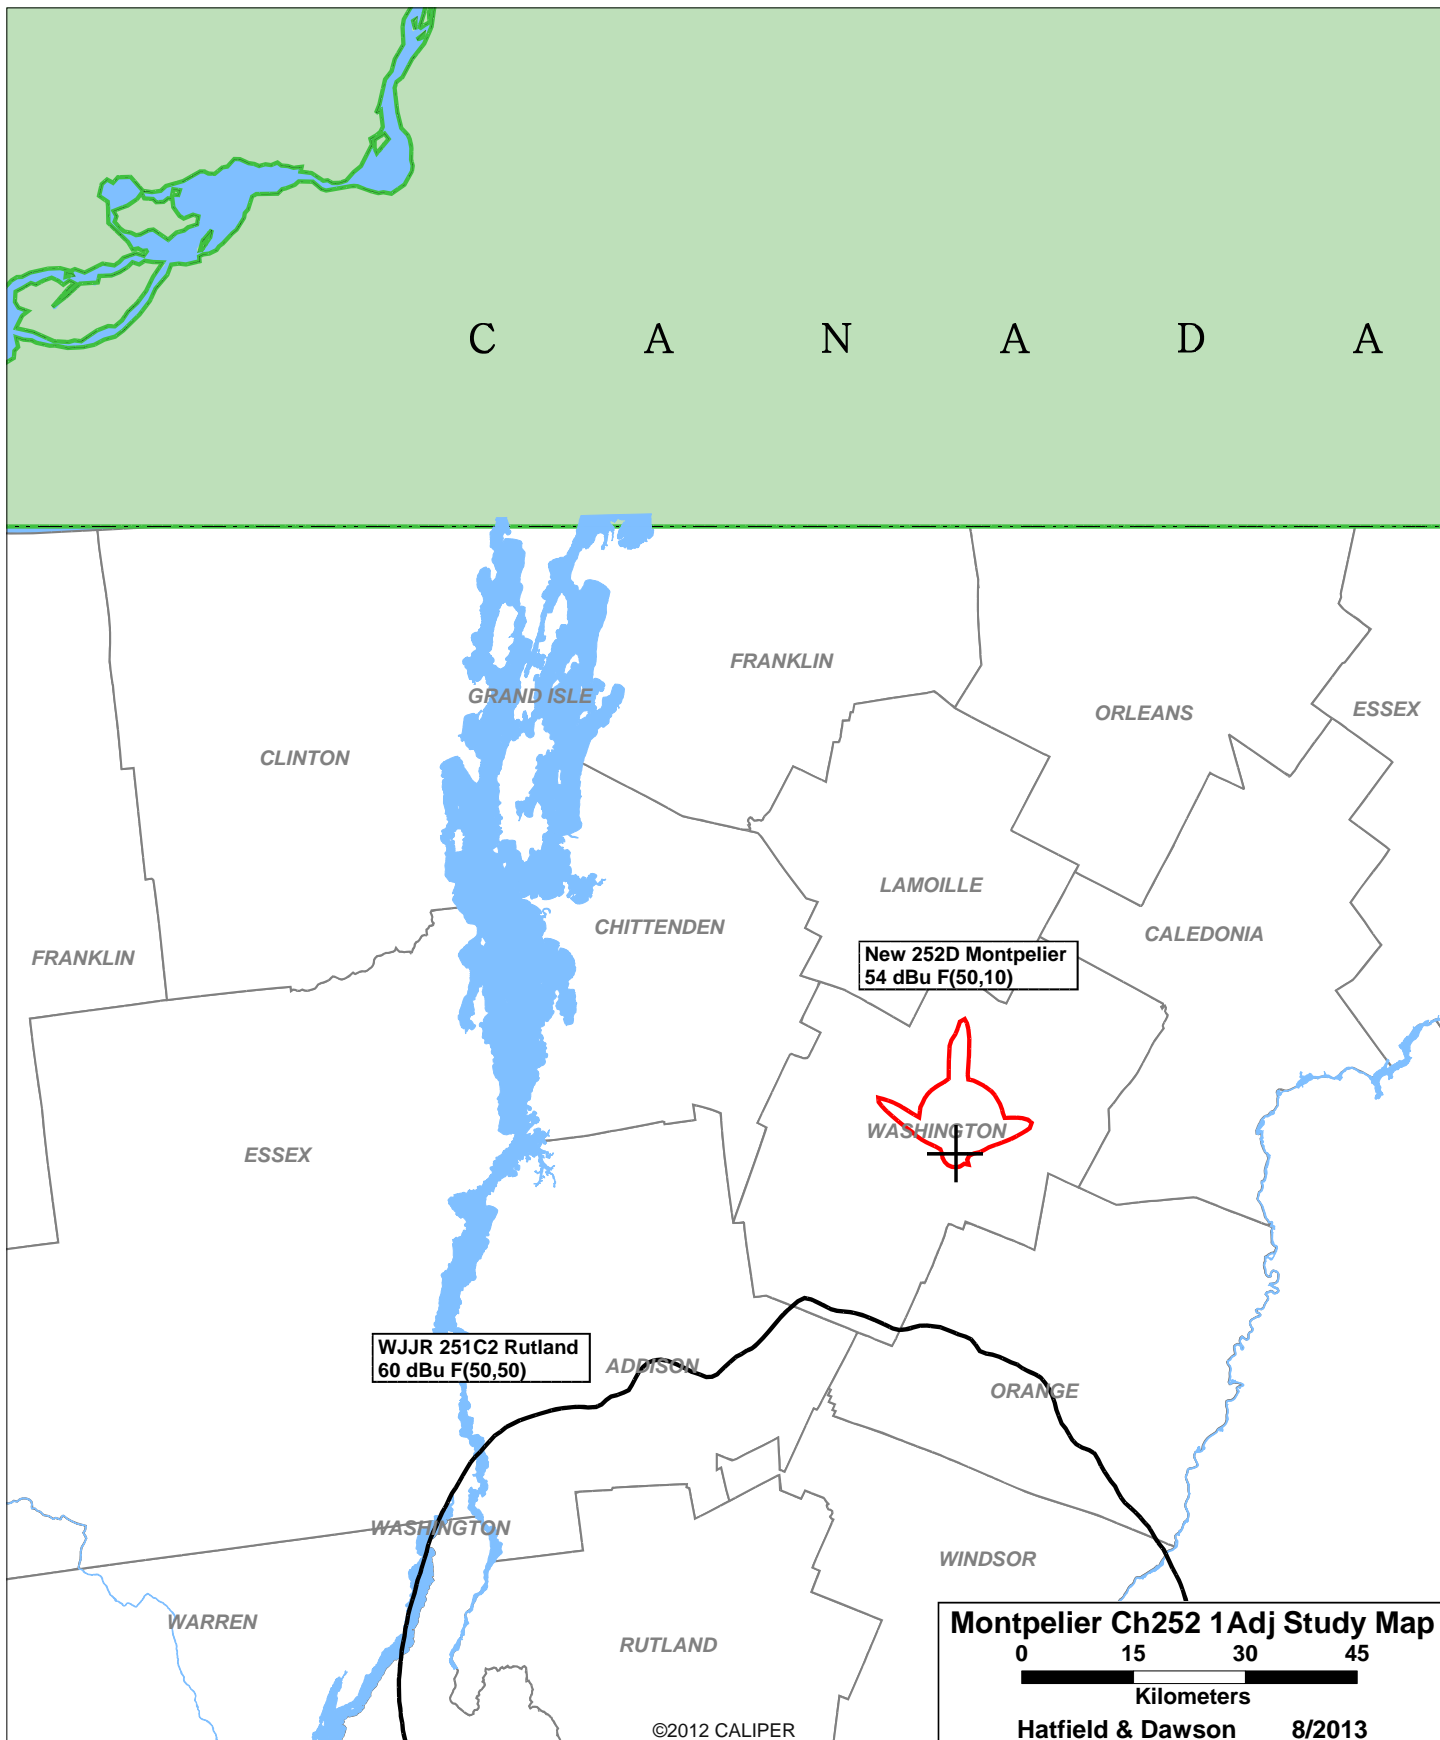 C A N A D A
FRANKLIN
GRAND ISLE
ORLEANS
ESSEX
CLINTON
LAMOILLE
CHITTENDEN
CALEDONIA
FRANKLIN
New 252D Montpelier
54 dBu F(50,10)
WASHINGTON
ESSEX
WJJR 251C2 Rutland
60 dBu F(50,50)
ADDISON
ORANGE
WASHINGTON
WINDSOR
WARREN
RUTLAND
Montpelier Ch252 1Adj Study Map
0 15 30 45
Kilometers
Hatfield & Dawson 8/2013
©2012 CALIPER